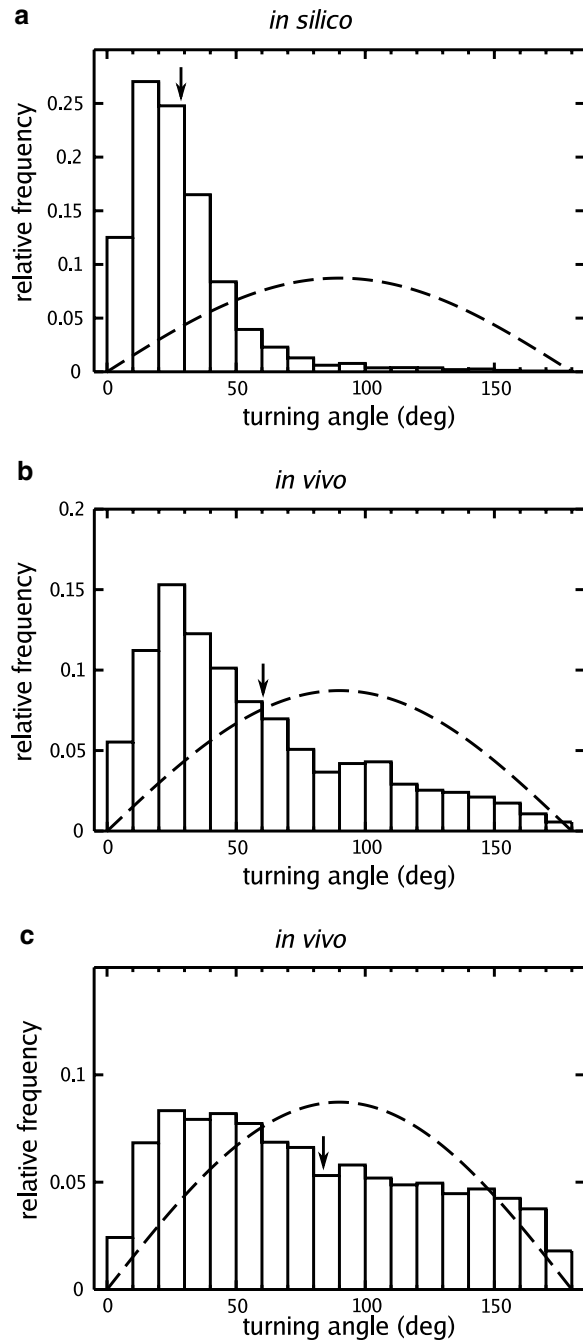 a
in silico
relative frequency
0.25
0.2
0.15
0.1
0.05
0
0 50 100 150
turning angle (deg)
b
in vivo
relative frequency
0.2
0.15
0.1
0.05
0
0 50 100 150
turning angle (deg)
c
in vivo
relative frequency
0.1
0.05
0
0 50 100 150
turning angle (deg)